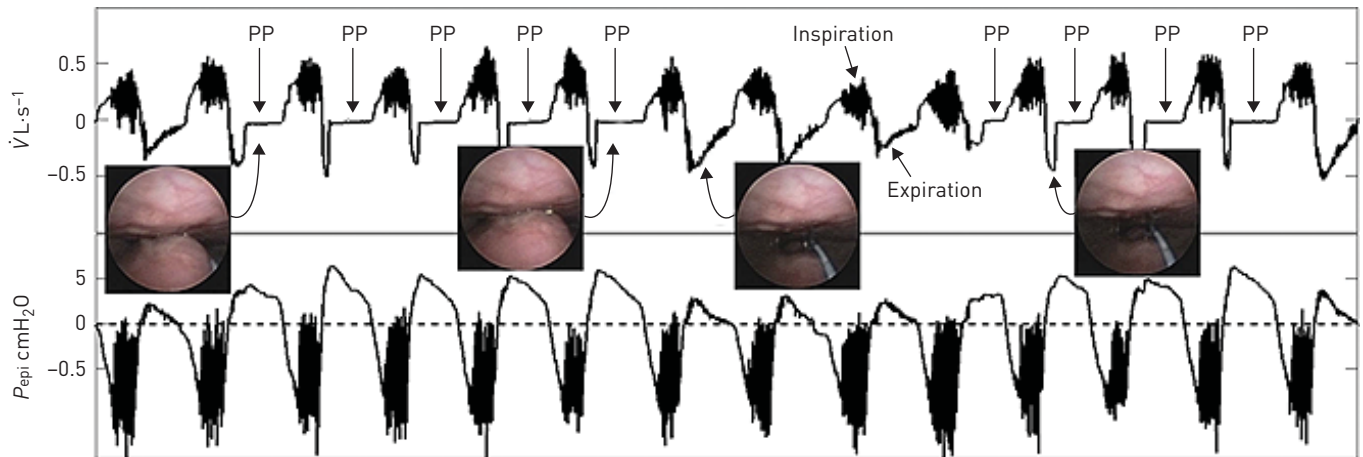 PP PP PP PP PP Inspiration PP PP PP PP
0.5
0
−0.5
V̇ L·s⁻¹
Expiration
5
0
−0.5
Pepi cmH₂O